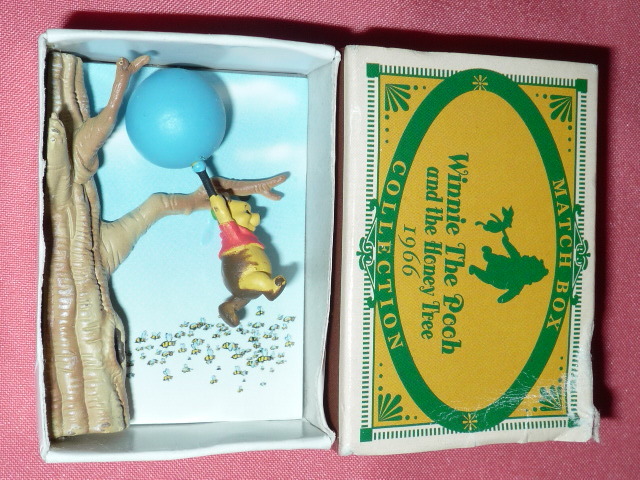 MATCH BOX
Winnie The Pooh
and the Honey Tree
1966
COLLECTION